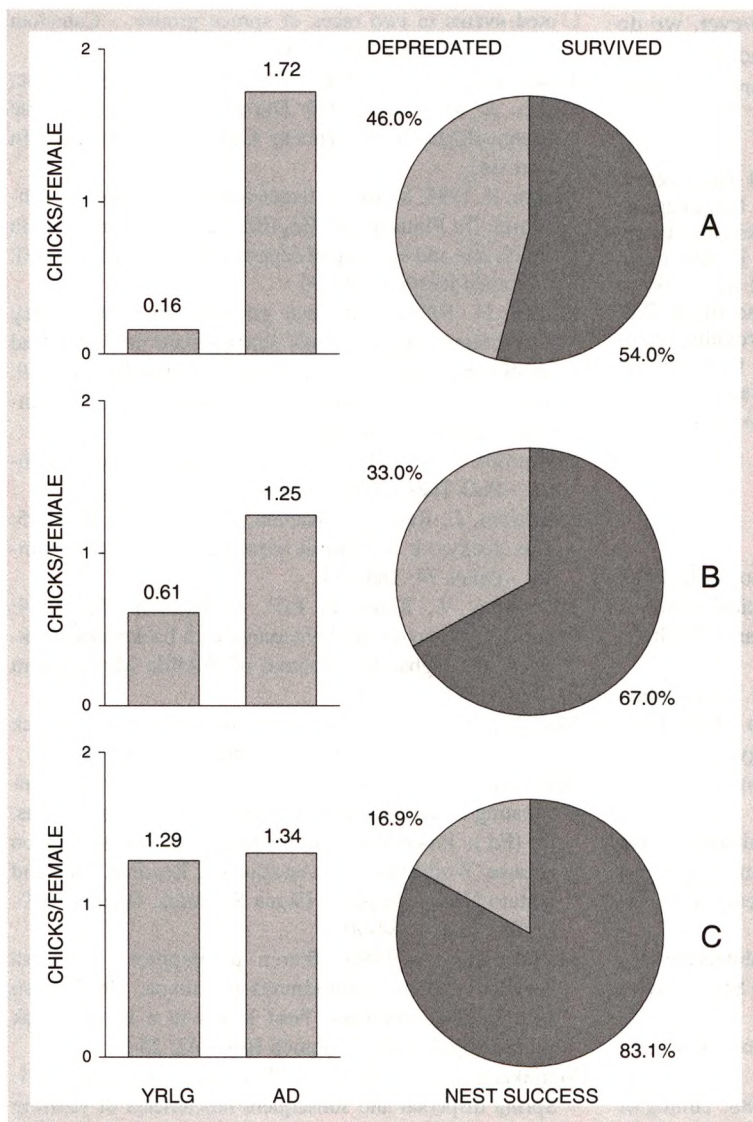 DEPREDATED SURVIVED
2
1
0
CHICKS/FEMALE
0.16
1.72
46.0%
54.0%
A
2
1
0
CHICKS/FEMALE
0.61
1.25
33.0%
67.0%
B
2
1
0
CHICKS/FEMALE
1.29
1.34
16.9%
83.1%
C
YRLG AD NEST SUCCESS